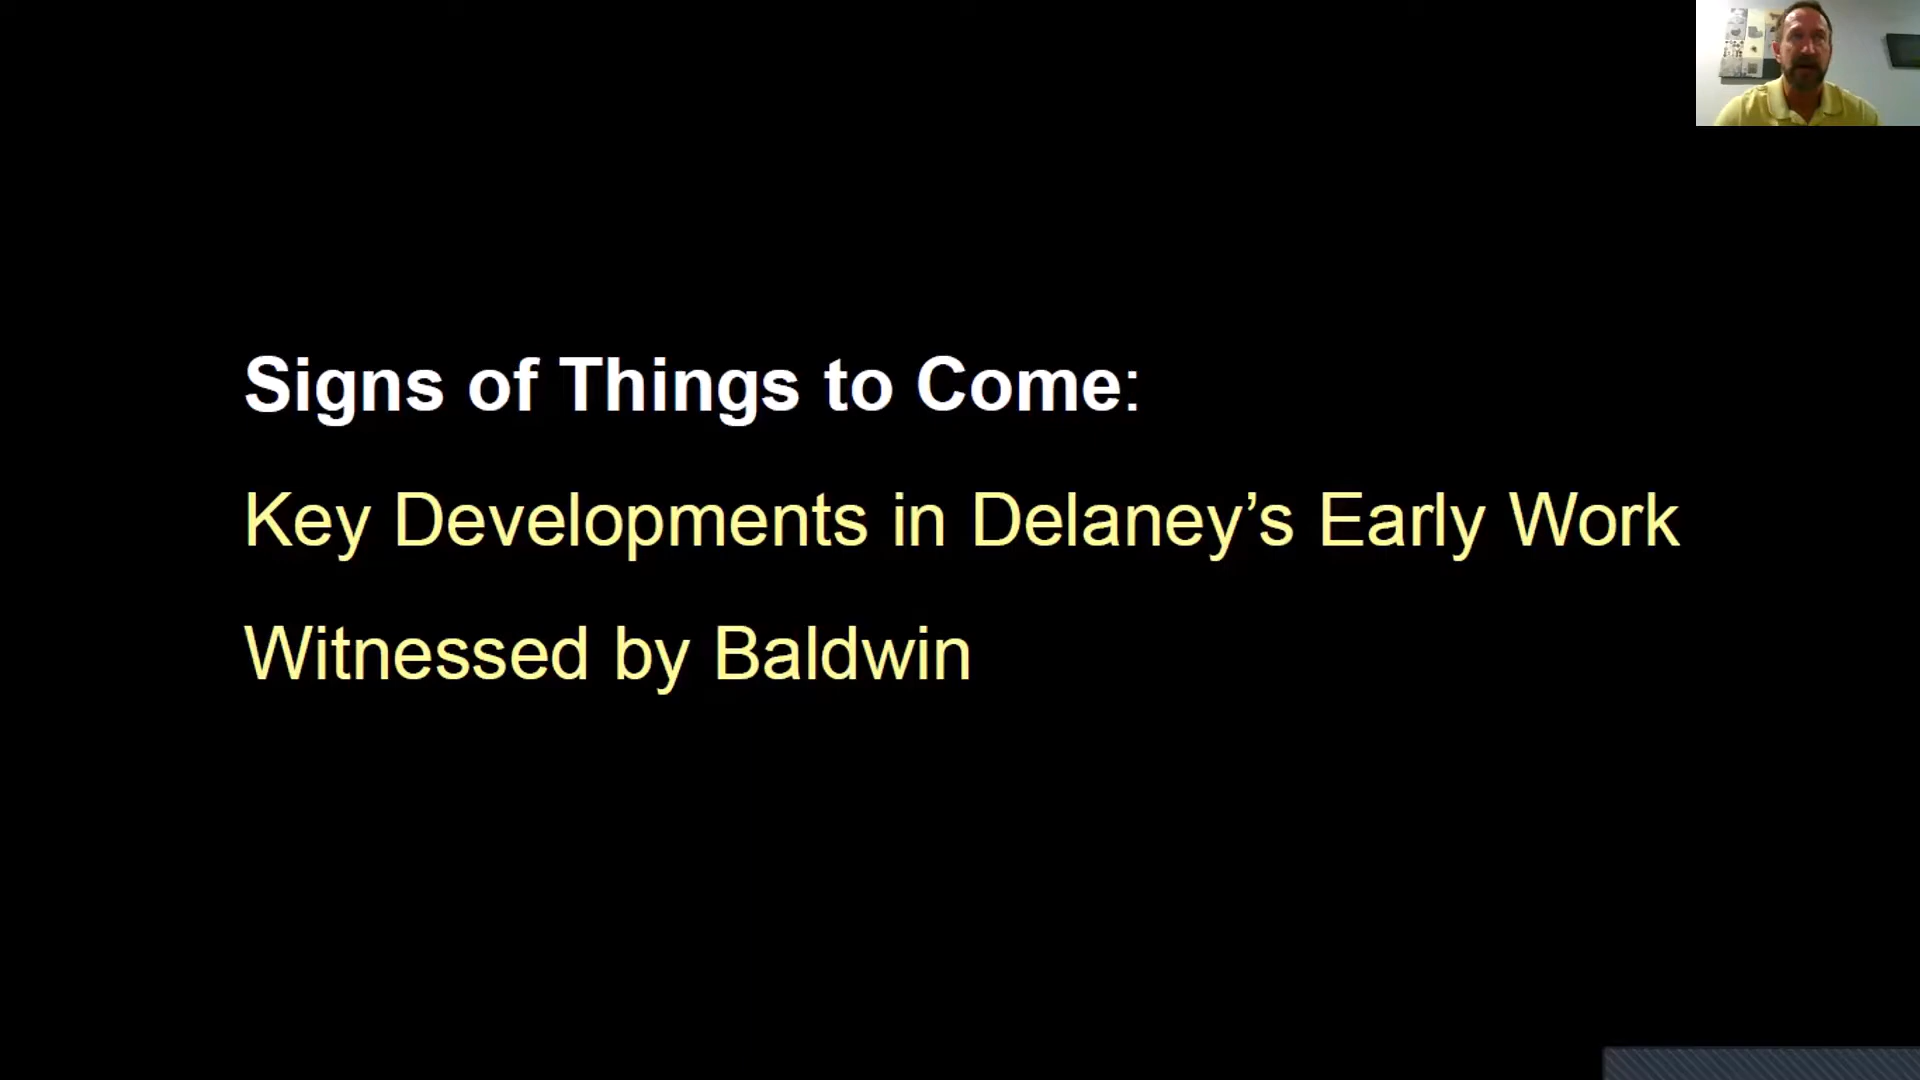 Signs of Things to Come:
Key Developments in Delaney’s Early Work
Witnessed by Baldwin